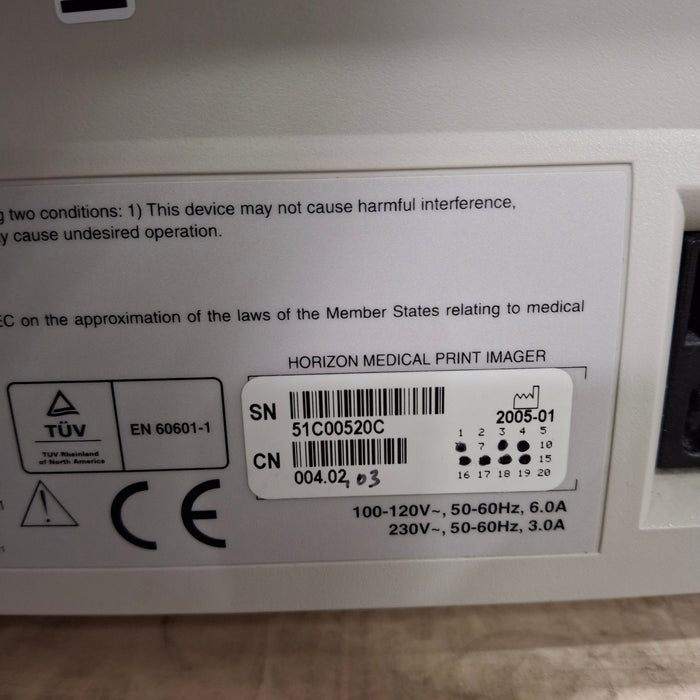 g two conditions: 1) This device may not cause harmful interference,
y cause undesired operation.
EC on the approximation of the laws of the Member States relating to medical
HORIZON MEDICAL PRINT IMAGER
TÜV
TUV Rheinland
of North America
EN 60601-1
SN
51C00520C
2005-01
CN
004.02, 03
1 2 3 4 5
7 10
15
16 17 18 19 20
CE
100-120V~, 50-60Hz, 6.0A
230V~, 50-60Hz, 3.0A